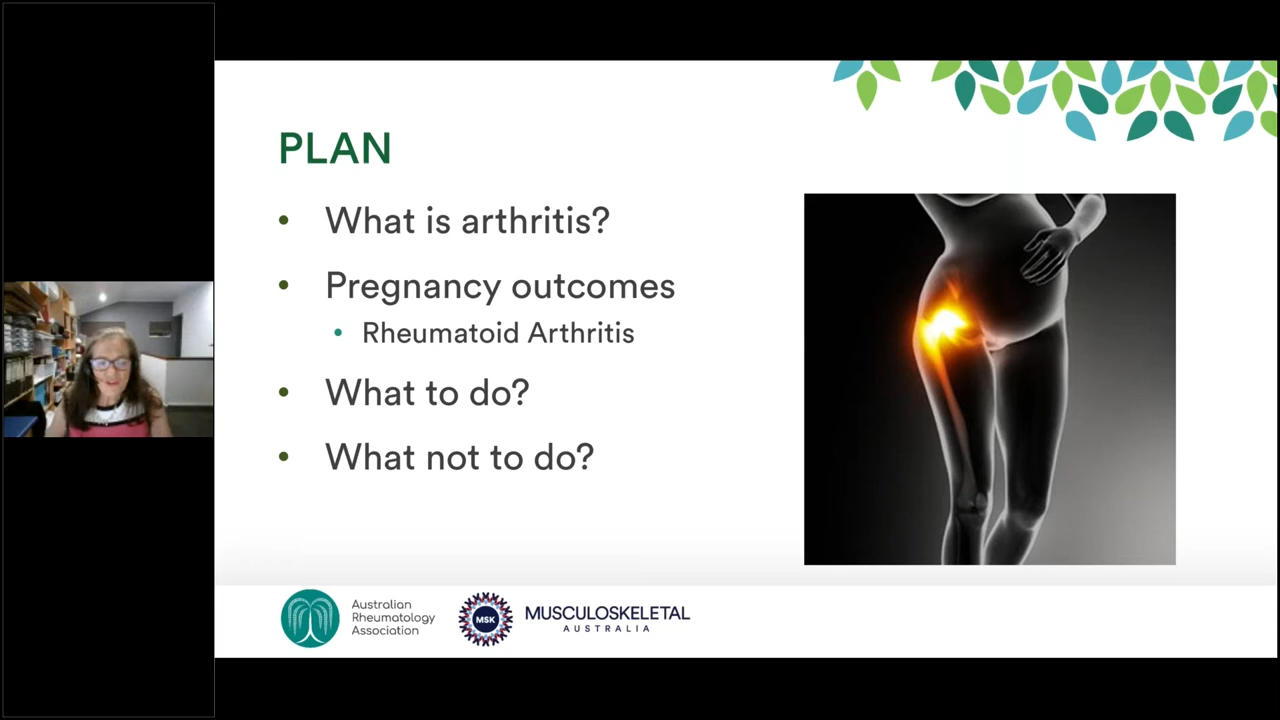 PLAN
• What is arthritis?
• Pregnancy outcomes
• Rheumatoid Arthritis
• What to do?
• What not to do?
Australian
Rheumatology
Association
MSK
MUSCULOSKELETAL
AUSTRALIA